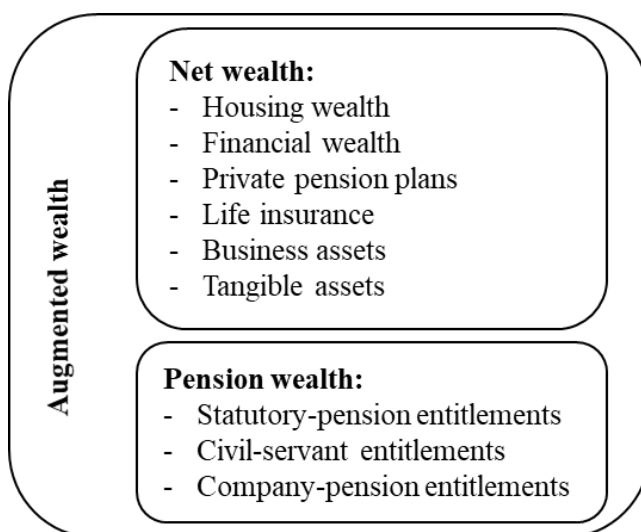 Augmented wealth
Net wealth:
- Housing wealth
- Financial wealth
- Private pension plans
- Life insurance
- Business assets
- Tangible assets
Pension wealth:
- Statutory-pension entitlements
- Civil-servant entitlements
- Company-pension entitlements